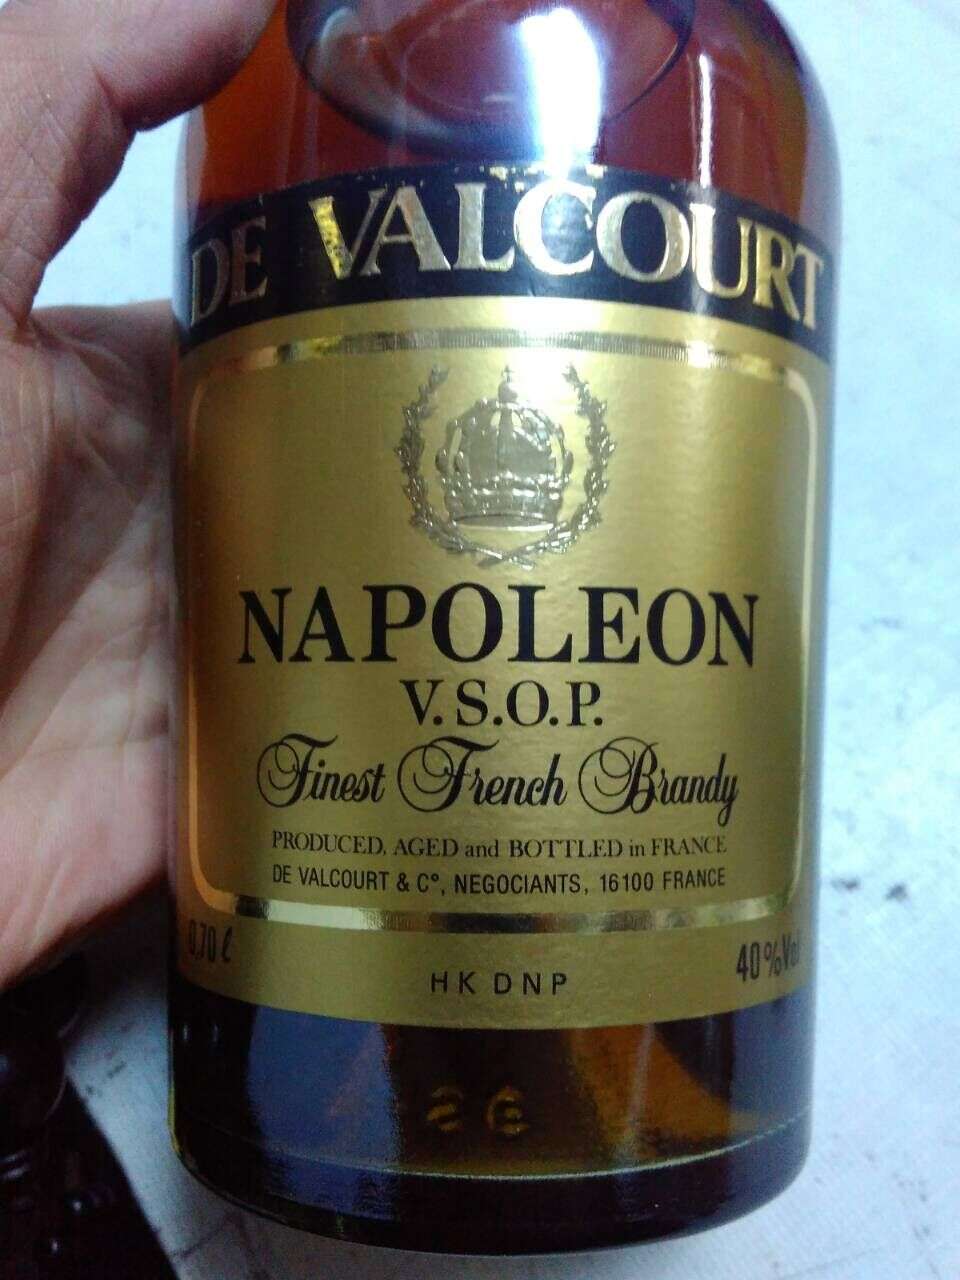 DE VALCOURT
NAPOLEON
V.S.O.P.
Finest French Brandy
PRODUCED, AGED and BOTTLED in FRANCE
DE VALCOURT & C°, NEGOCIANTS, 16100 FRANCE
0,70 ℓ 40%Vol
HK DNP